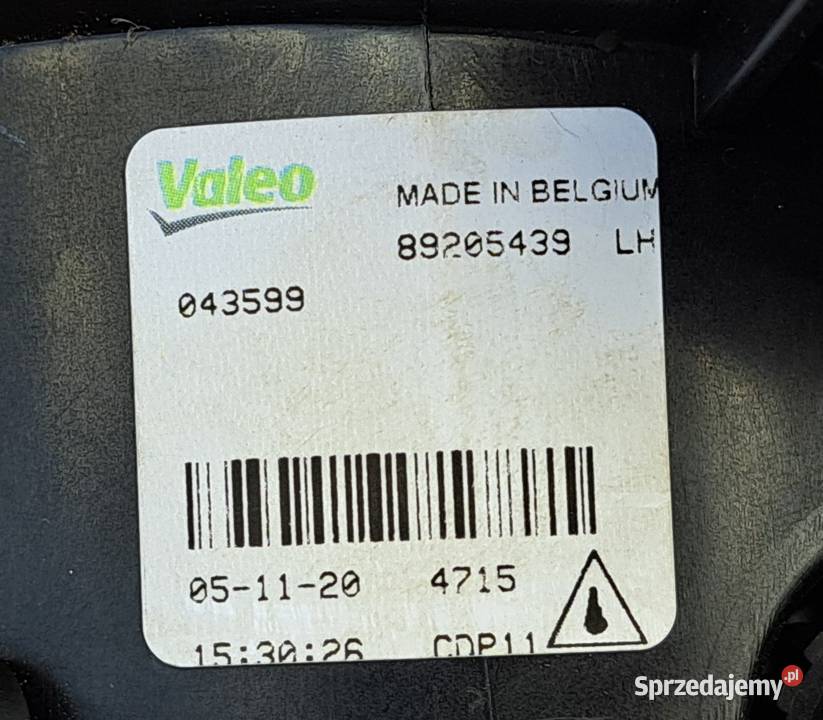 Valeo
MADE IN BELGIUM
89205439 LH
043599
05-11-20 4715
15:30:26 CDP11
Sprzedajemy.pl